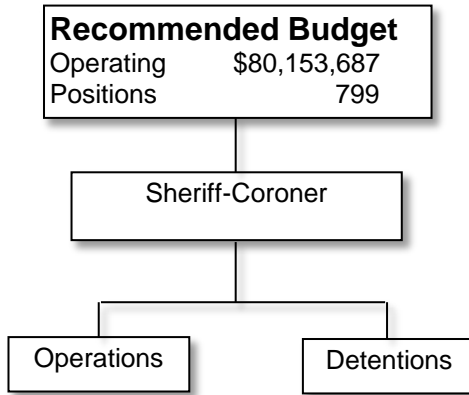 Recommended Budget
Operating $80,153,687
Positions 799
Sheriff-Coroner
Operations
Detentions